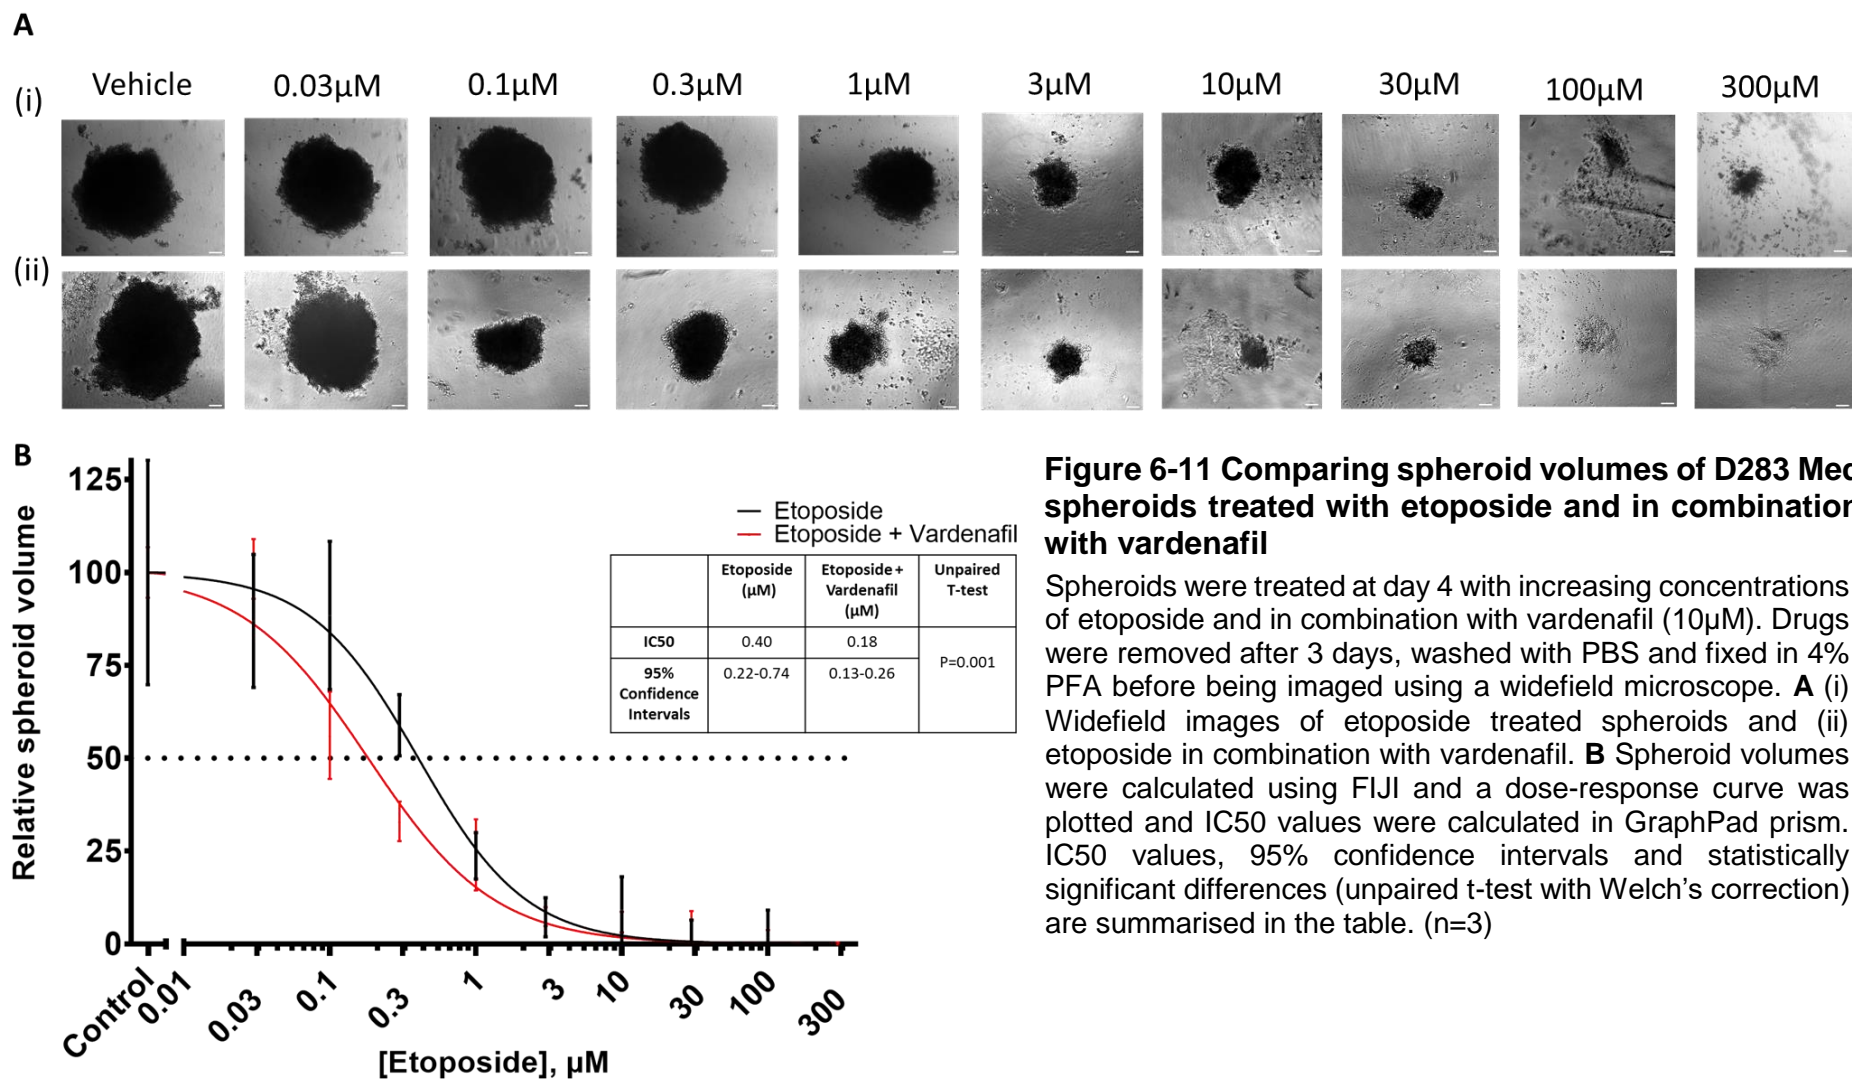 A
Vehicle 0.03µM 0.1µM 0.3µM 1µM 3µM 10µM 30µM 100µM 300µM
(i)
(ii)
B
125
100
75
50
25
0
Relative spheroid volume
Control 0.01 0.03 0.1 0.3 1 3 10 30 100 300
[Etoposide], µM
Etoposide
Etoposide + Vardenafil
Etoposide (µM) Etoposide + Vardenafil (µM) Unpaired T-test
IC50 0.40 0.18 P=0.001
95% Confidence Intervals 0.22-0.74 0.13-0.26
Figure 6-11 Comparing spheroid volumes of D283 Med
spheroids treated with etoposide and in combination
with vardenafil
Spheroids were treated at day 4 with increasing concentrations
of etoposide and in combination with vardenafil (10µM). Drugs
were removed after 3 days, washed with PBS and fixed in 4%
PFA before being imaged using a widefield microscope. A (i)
Widefield images of etoposide treated spheroids and (ii)
etoposide in combination with vardenafil. B Spheroid volumes
were calculated using FIJI and a dose-response curve was
plotted and IC50 values were calculated in GraphPad prism.
IC50 values, 95% confidence intervals and statistically
significant differences (unpaired t-test with Welch's correction)
are summarised in the table. (n=3)